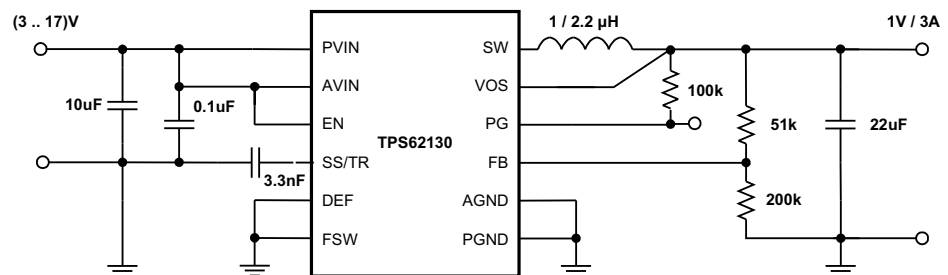 (3 .. 17)V
1 / 2.2 µH
1V / 3A
PVIN
SW
AVIN
VOS
100k
10uF
0.1uF
EN
PG
51k
22uF
TPS62130
SS/TR
FB
3.3nF
DEF
AGND
200k
FSW
PGND